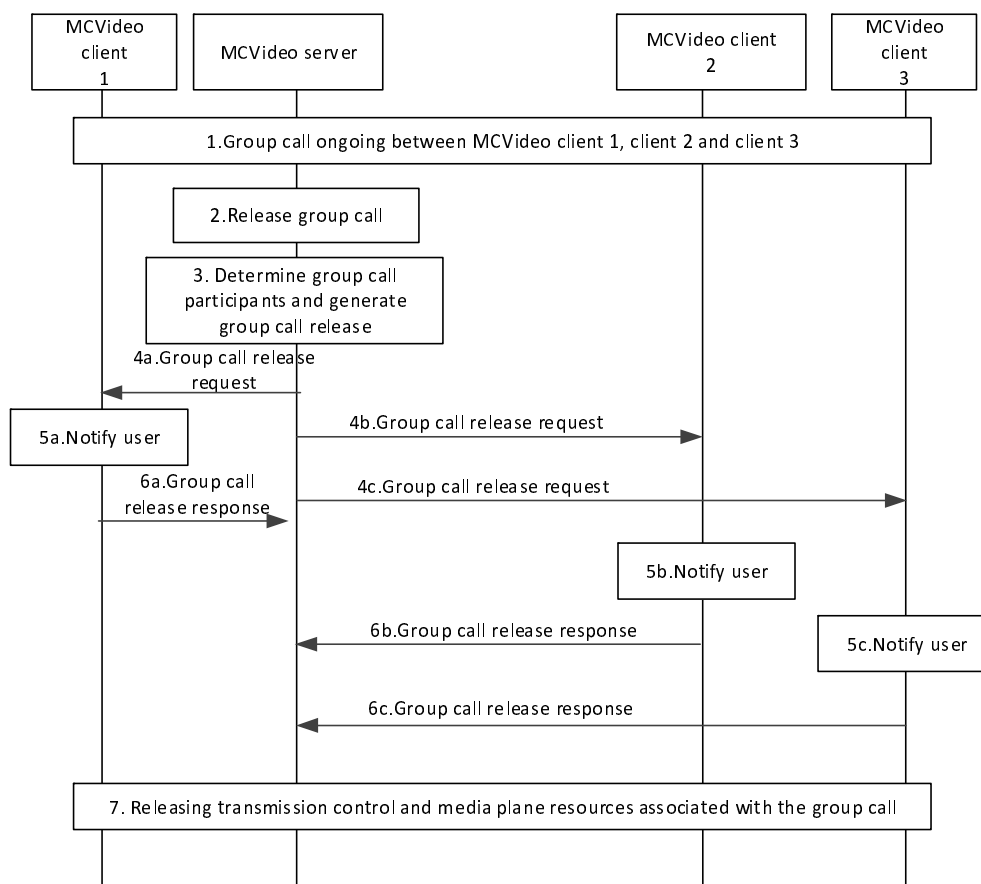 MCVideo
client
1
MCVideo server
MCVideo client
2
MCVideo
client
3
1.Group call ongoing between MCVideo client 1, client 2 and client 3
2.Release group call
3. Determine group call
participants and generate
group call release
4a.Group call release
request
5a.Notify user
4b.Group call release request
6a.Group call
release response
4c.Group call release request
5b.Notify user
6b.Group call release response
5c.Notify user
6c.Group call release response
7. Releasing transmission control and media plane resources associated with the group call